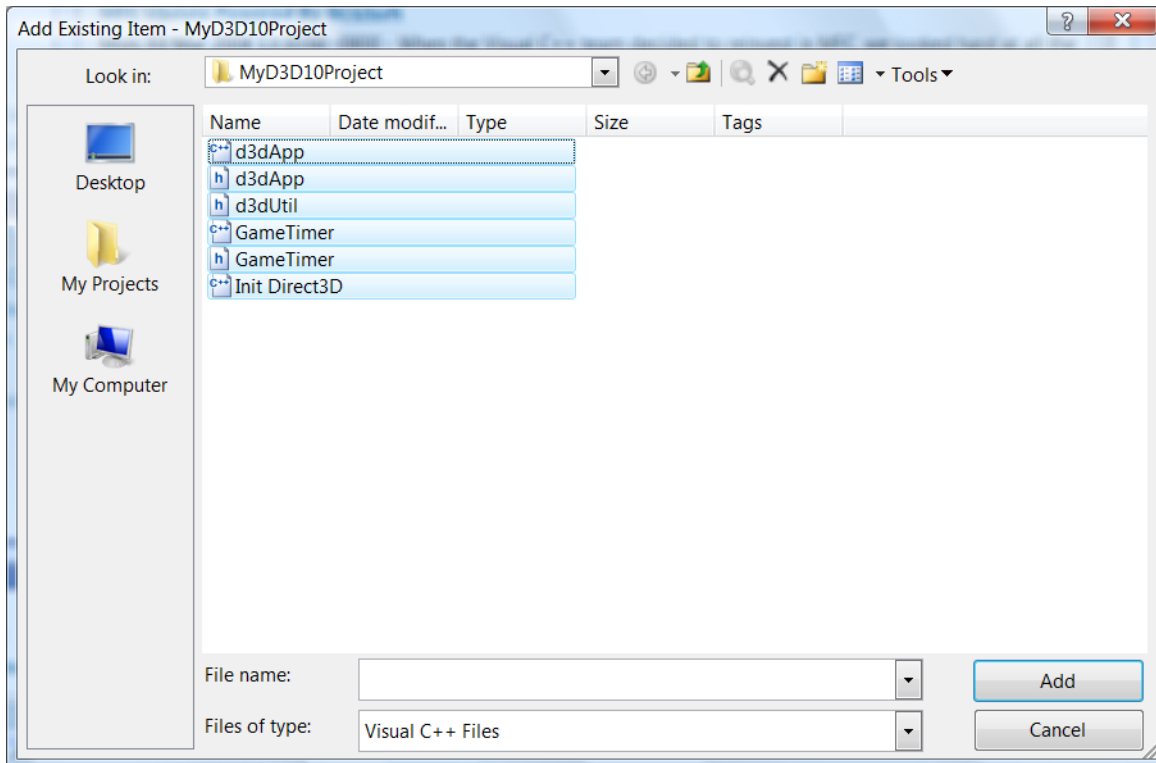 Add Existing Item - MyD3D10Project
Look in:
MyD3D10Project
Tools
Desktop
My Projects
My Computer
Name Date modif... Type Size Tags
C++ d3dApp
h d3dApp
h d3dUtil
C++ GameTimer
h GameTimer
C++ Init Direct3D
File name:
Add
Files of type:
Visual C++ Files
Cancel